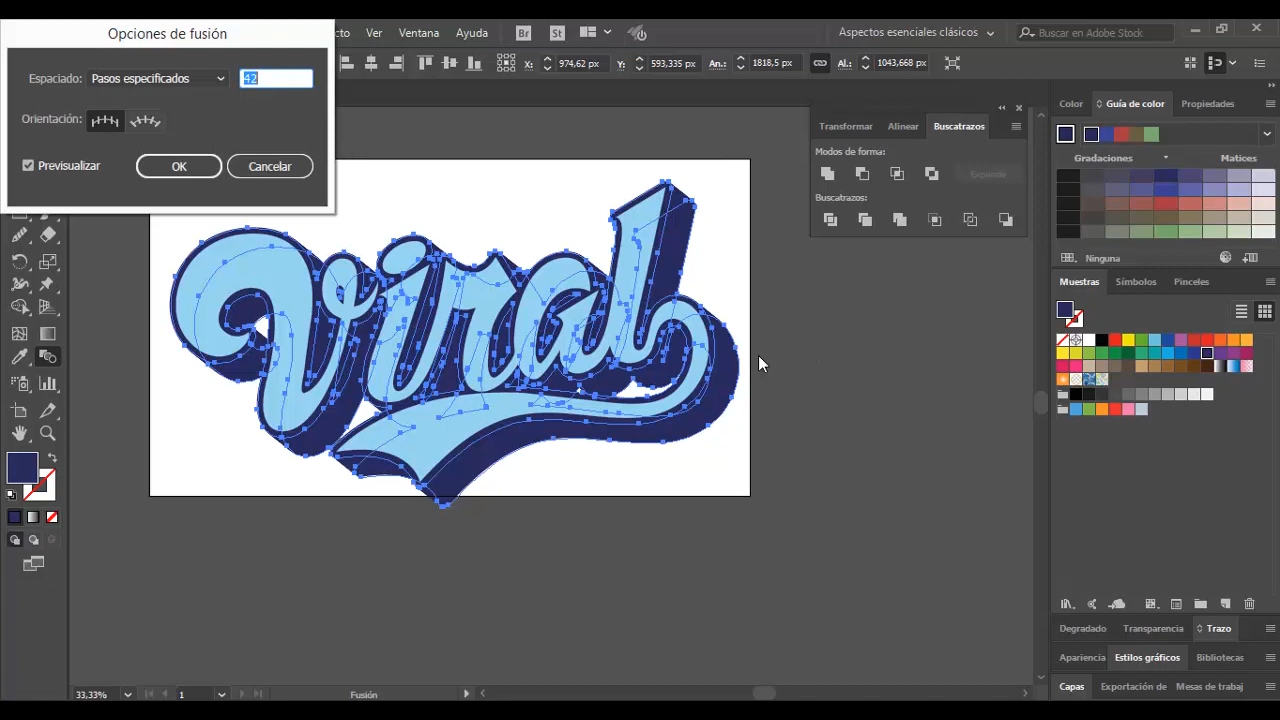 Opciones de fusión
Espaciado: Pasos especificados 42
Orientación:
Previsualizar OK Cancelar
cto Ver Ventana Ayuda Br St Aspectos esenciales clásicos Buscar en Adobe Stock
X: 974,62 px Y: 593,335 px An.: 1818,5 px Al.: 1043,668 px
Transformar Alinear Buscatrazos
Modos de forma:
Expandir
Buscatrazos:
Viral
Color Guía de color Propiedades
Gradaciones Matices
Ninguna
Muestras Símbolos Pinceles
Degradado Transparencia Trazo
Apariencia Estilos gráficos Bibliotecas
Capas Exportación de Mesas de trabaj
33,33% 1 Fusión